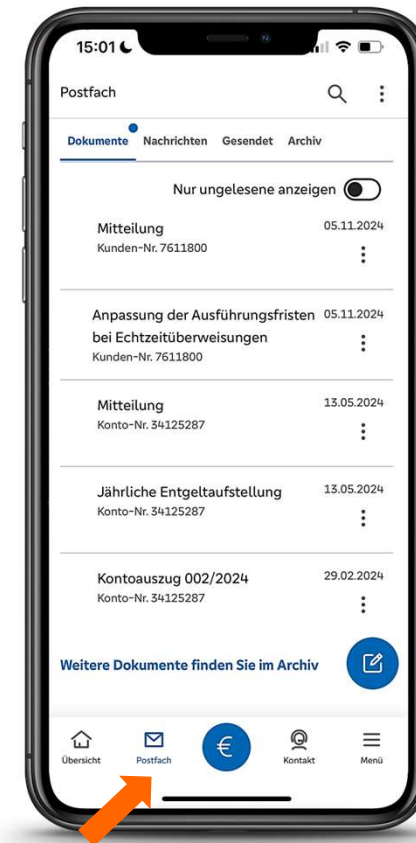 15:01
Postfach
Dokumente Nachrichten Gesendet Archiv
Nur ungelesene anzeigen
Mitteilung 05.11.2024
Kunden-Nr. 7611800
Anpassung der Ausführungsfristen 05.11.2024
bei Echtzeitüberweisungen
Kunden-Nr. 7611800
Mitteilung 13.05.2024
Konto-Nr. 34125287
Jährliche Entgeltaufstellung 13.05.2024
Konto-Nr. 34125287
Kontoauszug 002/2024 29.02.2024
Konto-Nr. 34125287
Weitere Dokumente finden Sie im Archiv
€
Übersicht Postfach Kontakt Menü